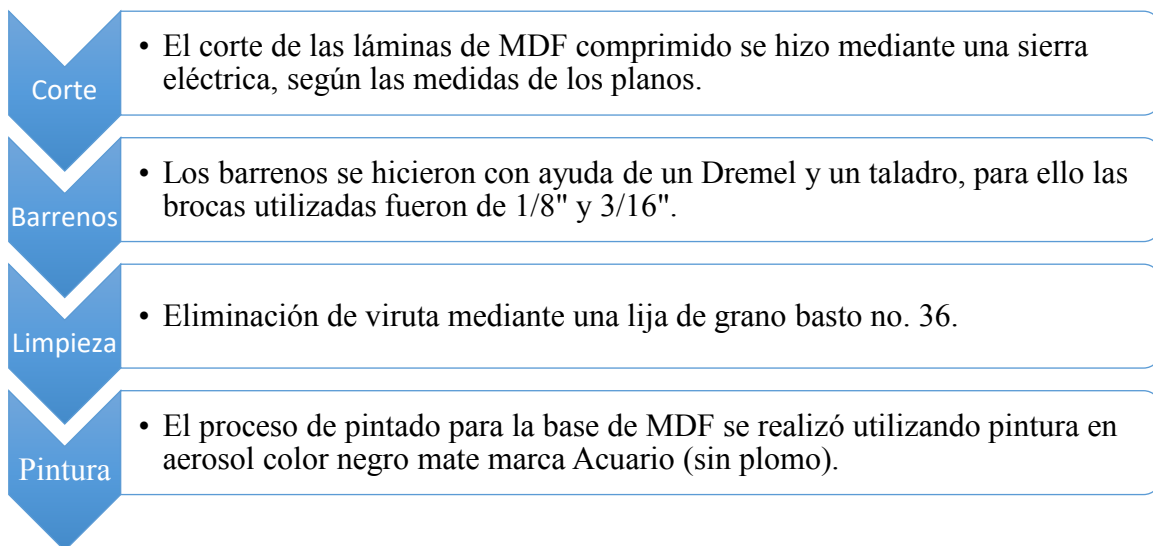 Corte
• El corte de las láminas de MDF comprimido se hizo mediante una sierra
eléctrica, según las medidas de los planos.
Barrenos
• Los barrenos se hicieron con ayuda de un Dremel y un taladro, para ello las
brocas utilizadas fueron de 1/8" y 3/16".
Limpieza
• Eliminación de viruta mediante una lija de grano basto no. 36.
Pintura
• El proceso de pintado para la base de MDF se realizó utilizando pintura en
aerosol color negro mate marca Acuario (sin plomo).